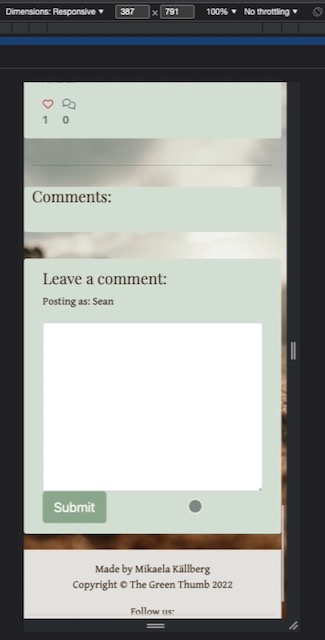 Dimensions: Responsive ▾ 387 x 791 100% ▾ No throttling ▾
1 0
Comments:
Leave a comment:
Posting as: Sean
Submit
Made by Mikaela Källberg
Copyright © The Green Thumb 2022
Follow us: